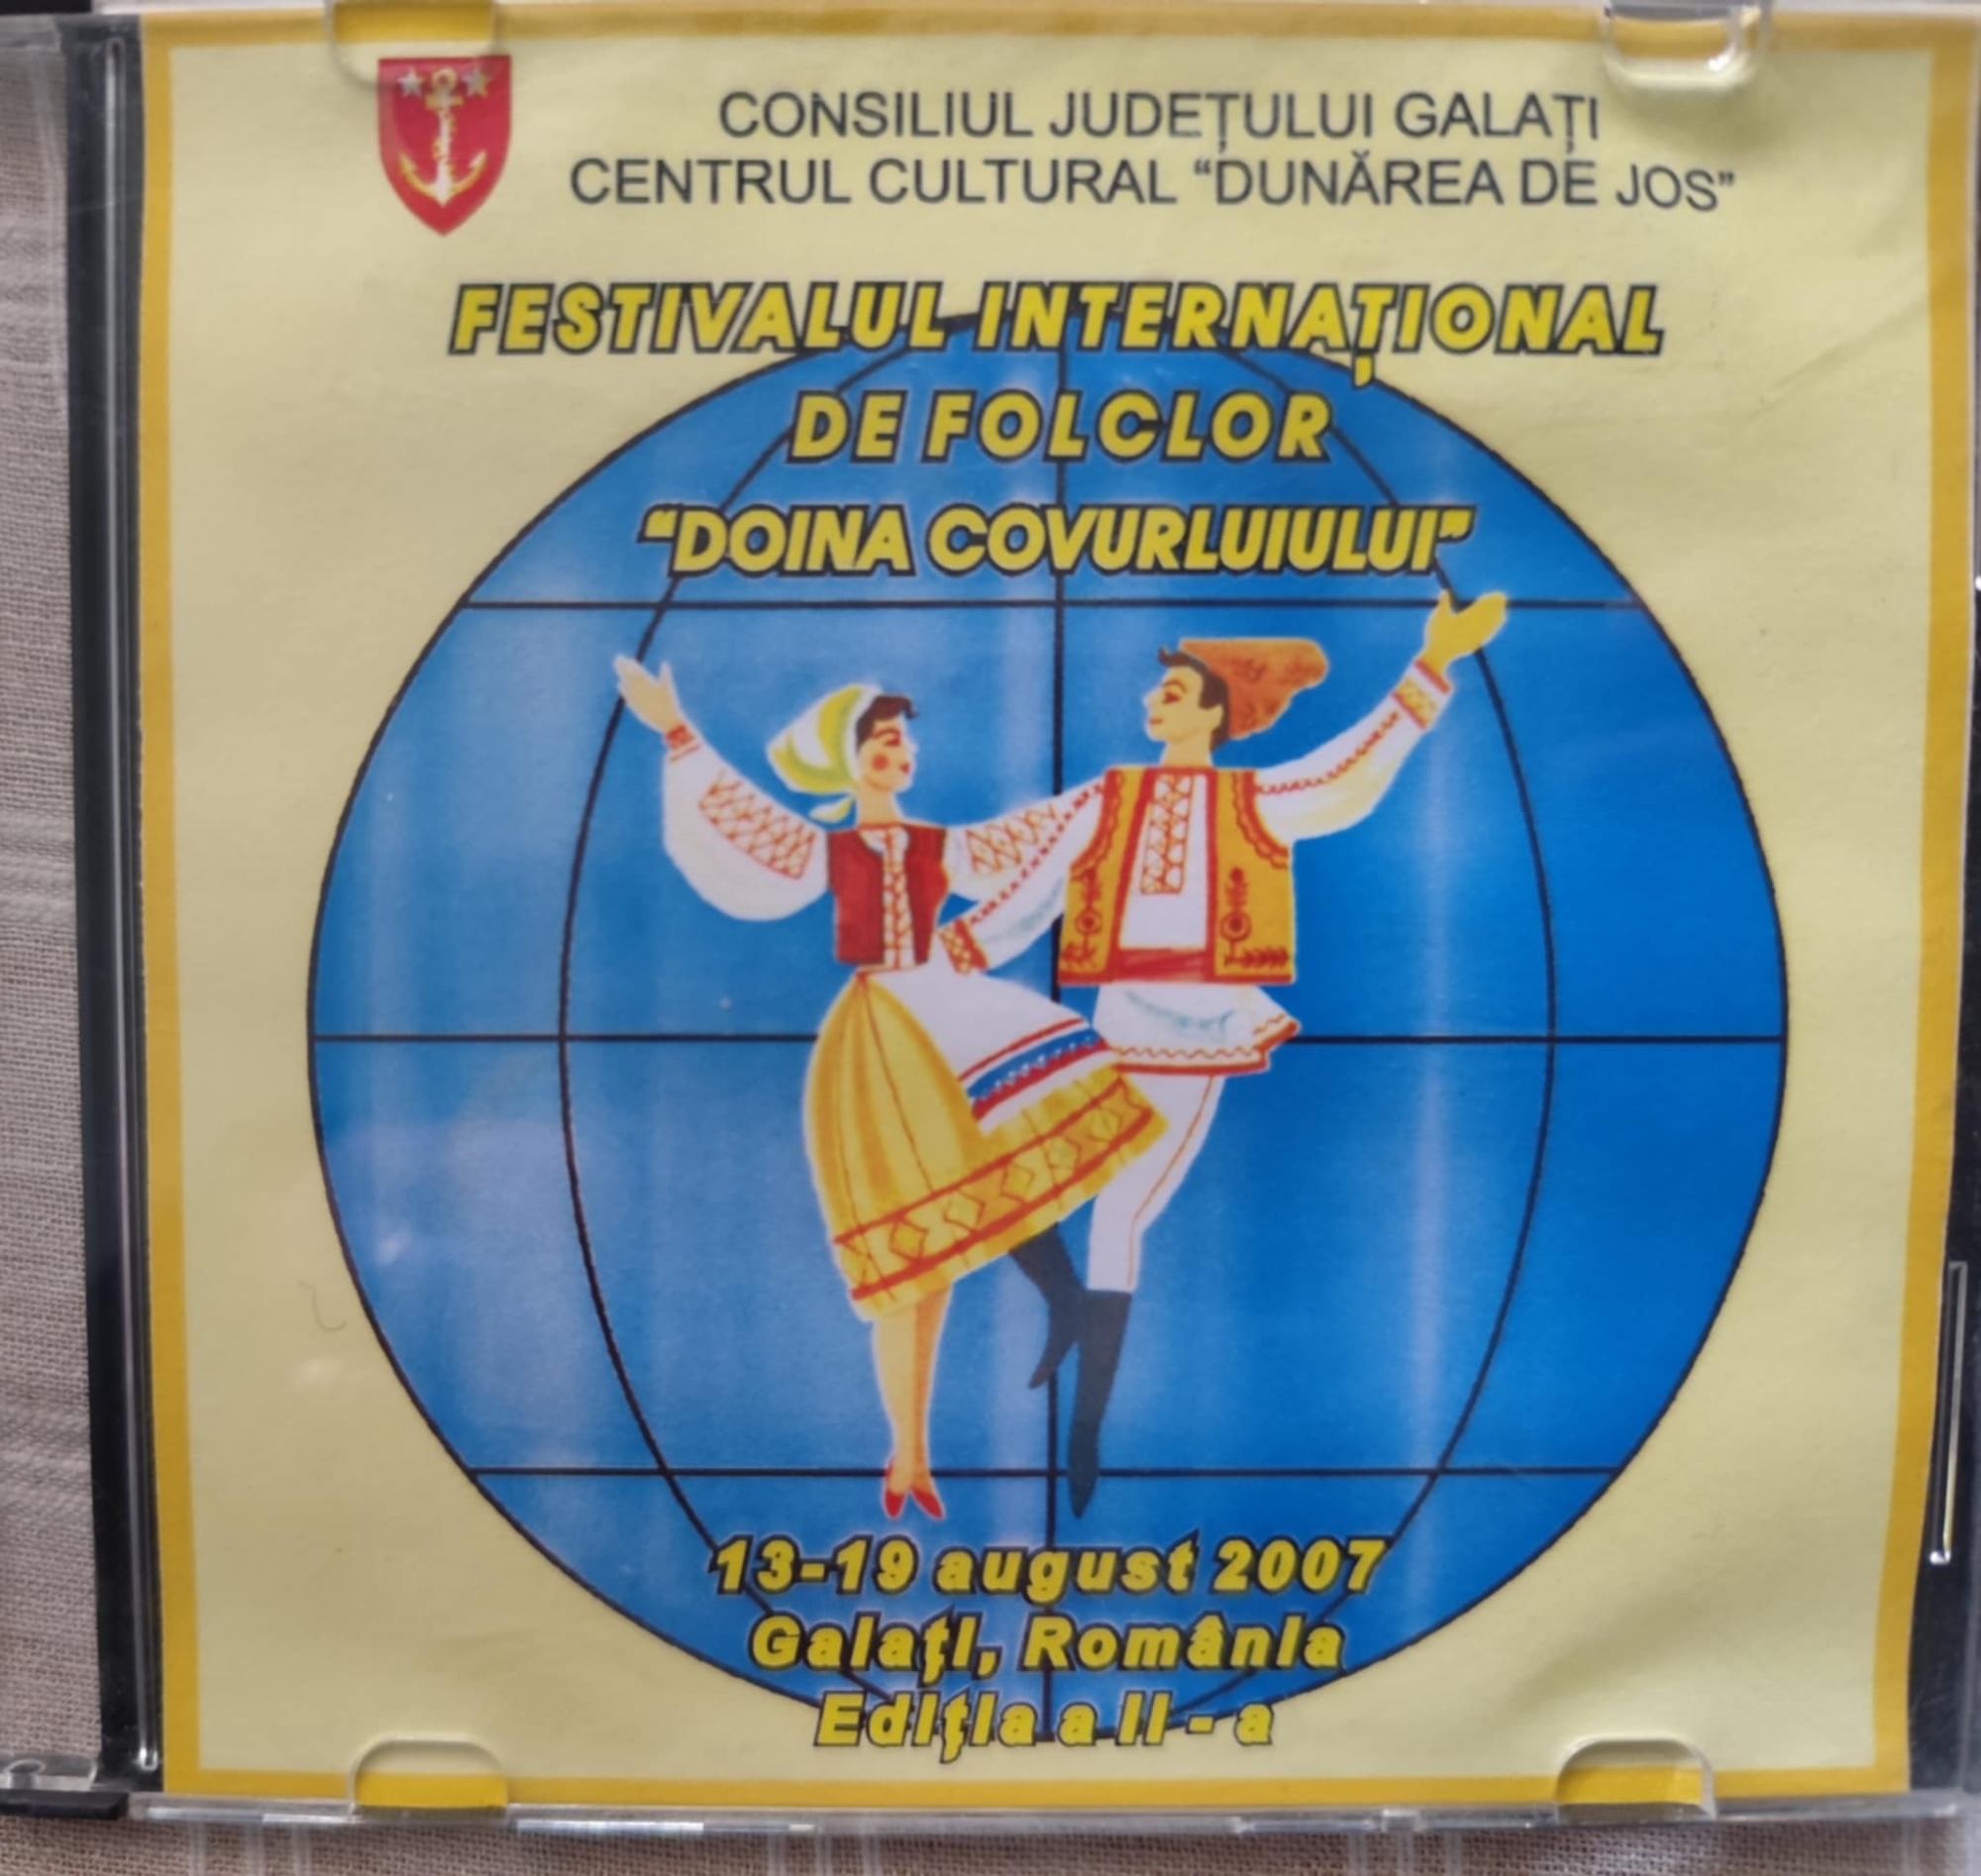 CONSILIUL JUDEȚULUI GALAȚI
CENTRUL CULTURAL “DUNĂREA DE JOS”
FESTIVALUL INTERNAȚIONAL
DE FOLCLOR
“DOINA COVURLUIULUI”
13-19 august 2007
Galaţi, România
Ediţia a II - a